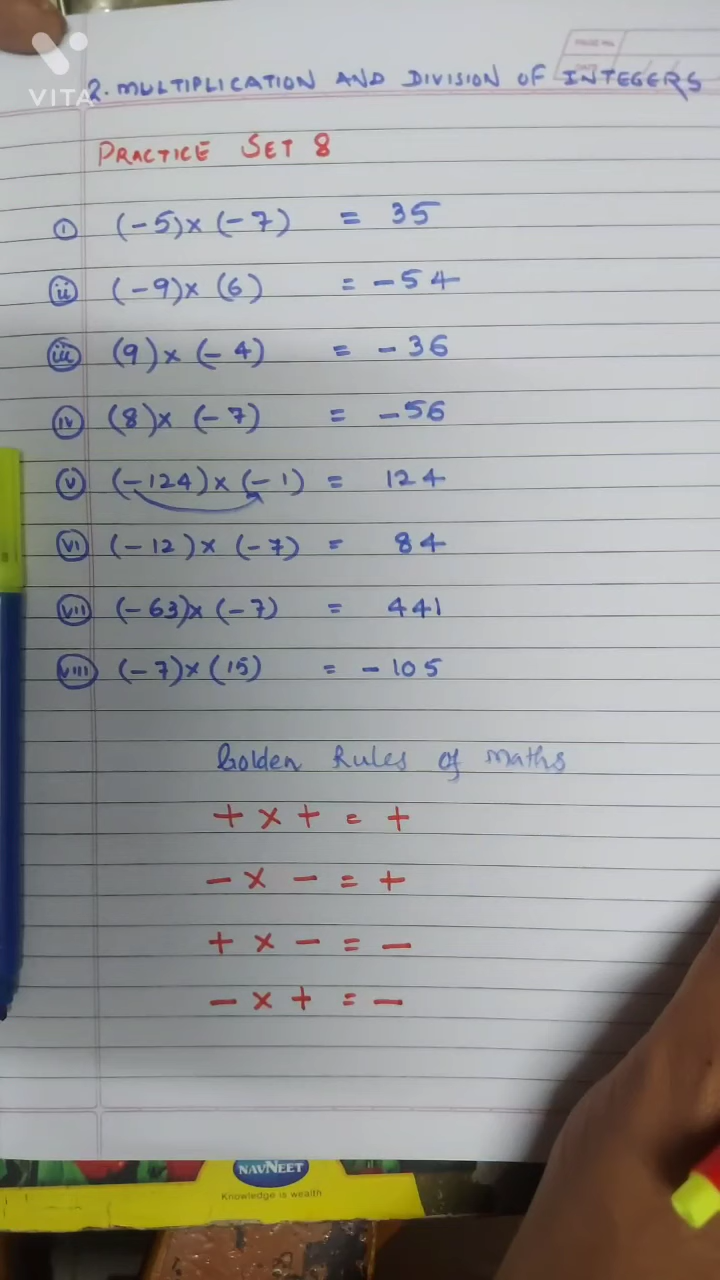 VITA
2. MULTIPLICATION AND DIVISION OF INTEGERS
PRACTICE SET 8
i (-5)x (-7) = 35
ii (-9)x (6) = -54
iii (9)x (-4) = -36
iv (8)x (-7) = -56
v (-124)x (-1) = 124
vi (-12)x (-7) = 84
vii (-63)x (-7) = 441
viii (-7)x (15) = -105
Golden Rules of maths
+ x + = +
- x - = +
+ x - = -
- x + = -
NAVNEET
Knowledge is wealth